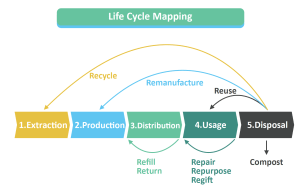 Life Cycle Mapping
Recycle
Remanufacture
Reuse
1.Extraction
2.Production
3.Distribution
4.Usage
5.Disposal
Refill
Return
Repair
Repurpose
Regift
Compost